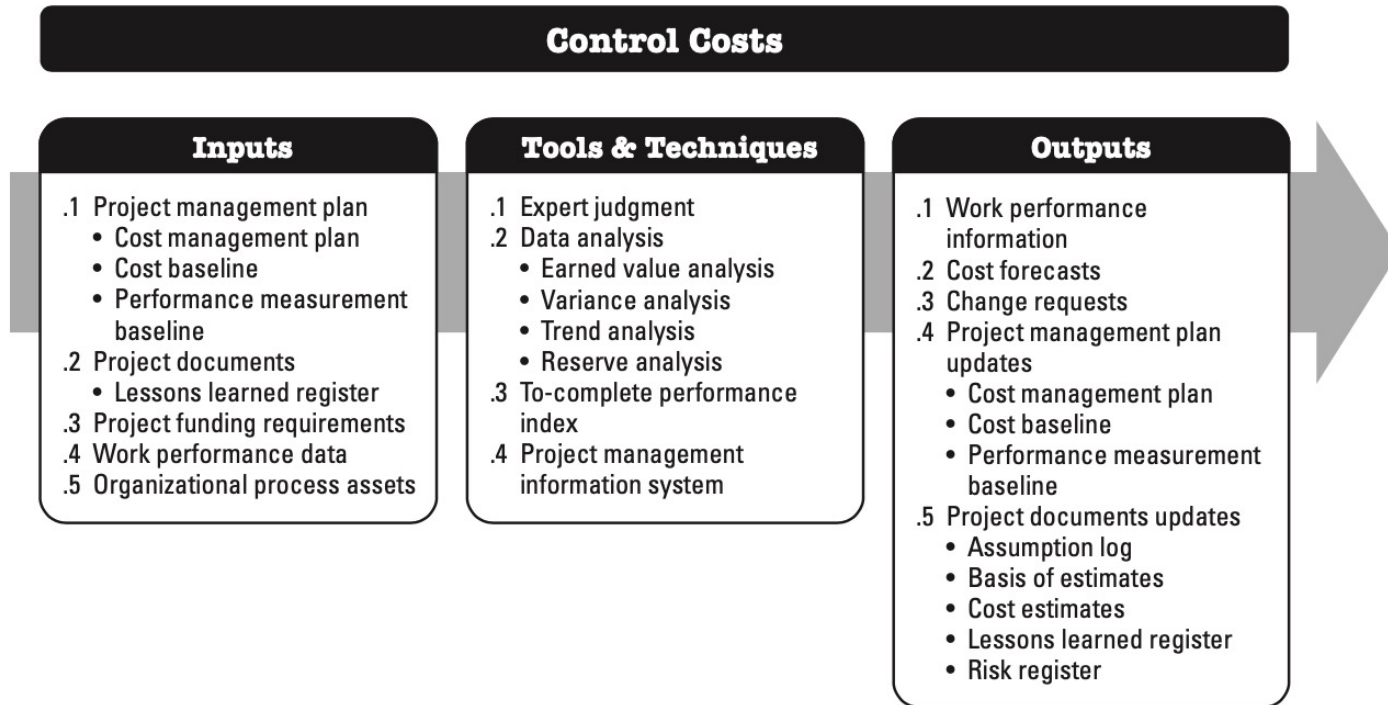 Control Costs
Inputs
.1 Project management plan
• Cost management plan
• Cost baseline
• Performance measurement
baseline
.2 Project documents
• Lessons learned register
.3 Project funding requirements
.4 Work performance data
.5 Organizational process assets
Tools & Techniques
.1 Expert judgment
.2 Data analysis
• Earned value analysis
• Variance analysis
• Trend analysis
• Reserve analysis
.3 To-complete performance
index
.4 Project management
information system
Outputs
.1 Work performance
information
.2 Cost forecasts
.3 Change requests
.4 Project management plan
updates
• Cost management plan
• Cost baseline
• Performance measurement
baseline
.5 Project documents updates
• Assumption log
• Basis of estimates
• Cost estimates
• Lessons learned register
• Risk register